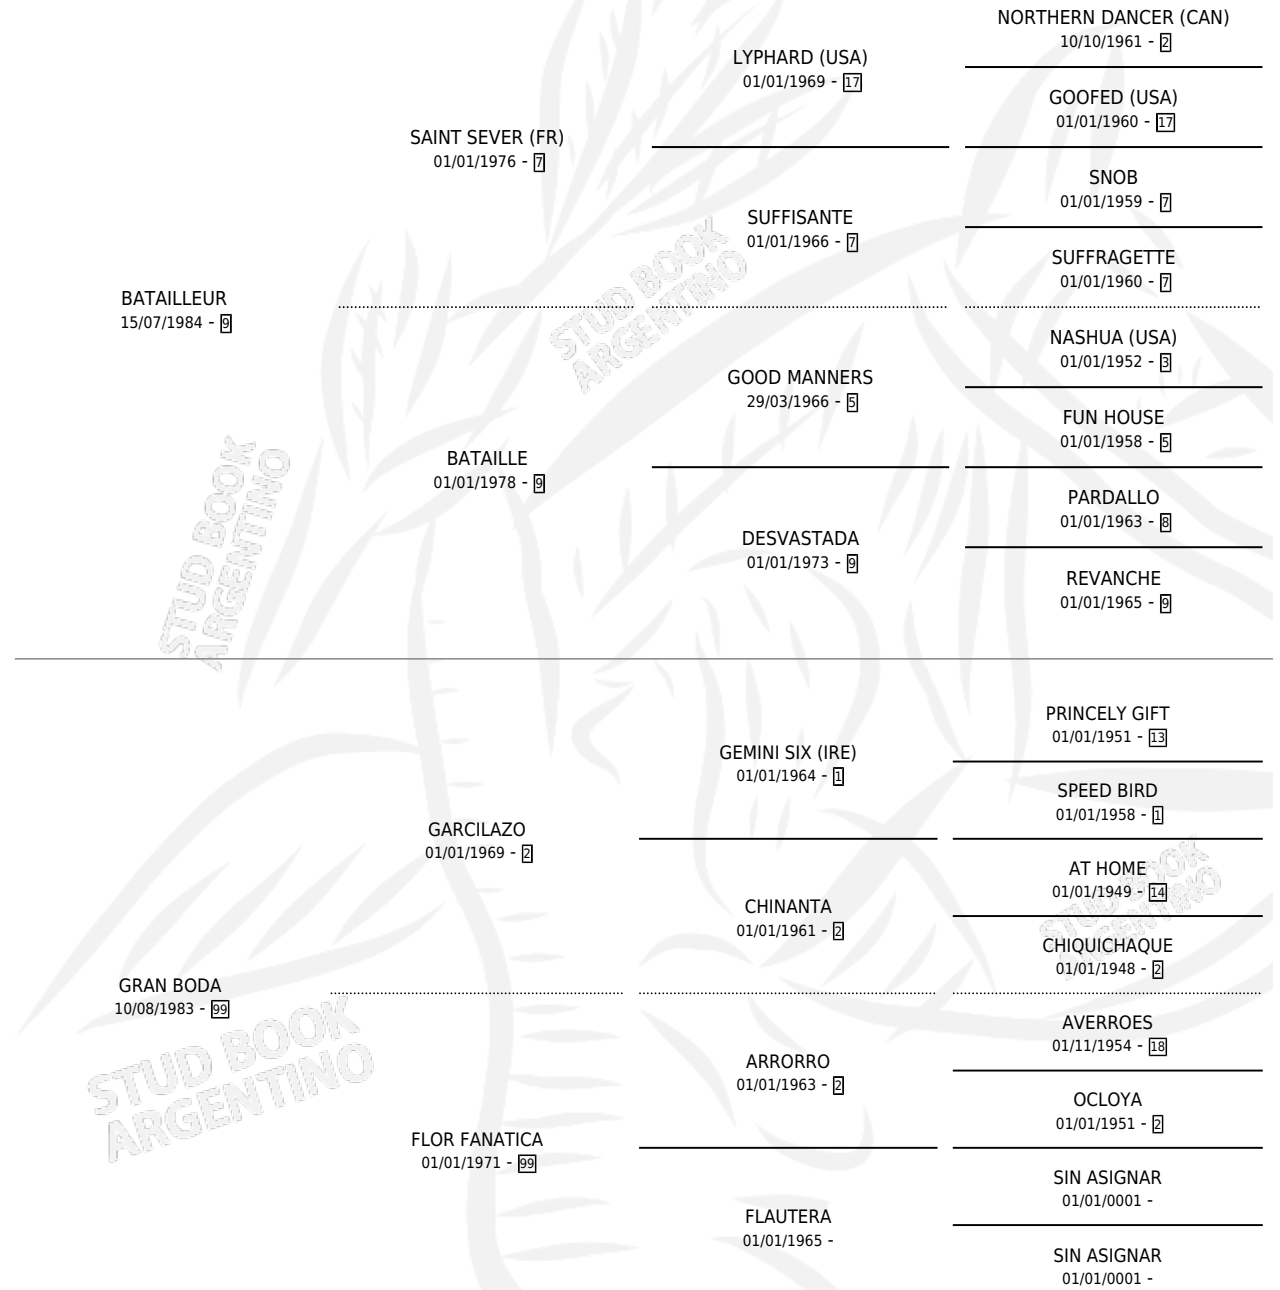 NORTHERN DANCER (CAN)
10/10/1961 - 2
LYPHARD (USA)
01/01/1969 - 17
GOOFED (USA)
01/01/1960 - 17
SAINT SEVER (FR)
01/01/1976 - 7
SNOB
01/01/1959 - 7
SUFFISANTE
01/01/1966 - 7
SUFFRAGETTE
01/01/1960 - 7
BATAILLEUR
15/07/1984 - 9
NASHUA (USA)
01/01/1952 - 3
GOOD MANNERS
29/03/1966 - 5
FUN HOUSE
01/01/1958 - 5
BATAILLE
01/01/1978 - 9
PARDALLO
01/01/1963 - 8
DESVASTADA
01/01/1973 - 9
REVANCHE
01/01/1965 - 9
PRINCELY GIFT
01/01/1951 - 13
GEMINI SIX (IRE)
01/01/1964 - 1
SPEED BIRD
01/01/1958 - 1
GARCILAZO
01/01/1969 - 2
AT HOME
01/01/1949 - 14
CHINANTA
01/01/1961 - 2
CHIQUICHAQUE
01/01/1948 - 2
GRAN BODA
10/08/1983 - 99
AVERROES
01/11/1954 - 18
ARRORRO
01/01/1963 - 2
OCLOYA
01/01/1951 - 2
FLOR FANATICA
01/01/1971 - 99
SIN ASIGNAR
01/01/0001 -
FLAUTERA
01/01/1965 -
SIN ASIGNAR
01/01/0001 -
STUD BOOK
ARGENTINO
STUD BOOK
ARGENTINO
STUD BOOK
ARGENTINO
STUD BOOK
ARGENTINO